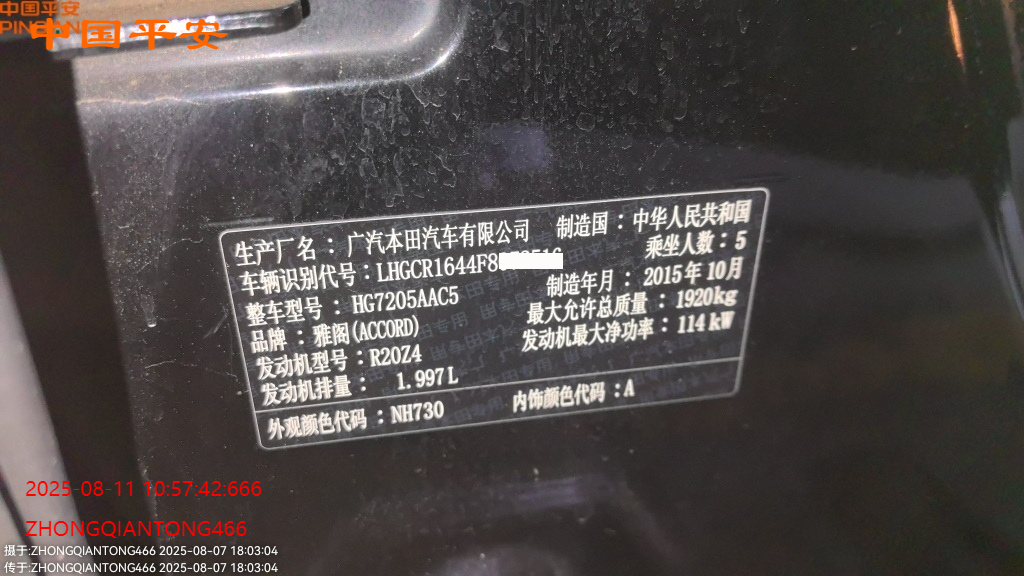 中国平安
中国平安
生产厂名：广汽本田汽车有限公司 制造国：中华人民共和国
车辆识别代号：LHGCR1644F8 乘坐人数：5
整车型号：HG7205AAC5 制造年月：2015年10月
品牌：雅阁(ACCORD) 最大允许总质量：1920kg
发动机型号：R20Z4 发动机最大净功率：114kW
发动机排量：1.997L
外观颜色代码：NH730 内饰颜色代码：A
2025-08-11 10:57:42:666
ZHONGQIANTONG466
摄于:ZHONGQIANTONG466 2025-08-07 18:03:04
传于:ZHONGQIANTONG466 2025-08-07 18:03:04